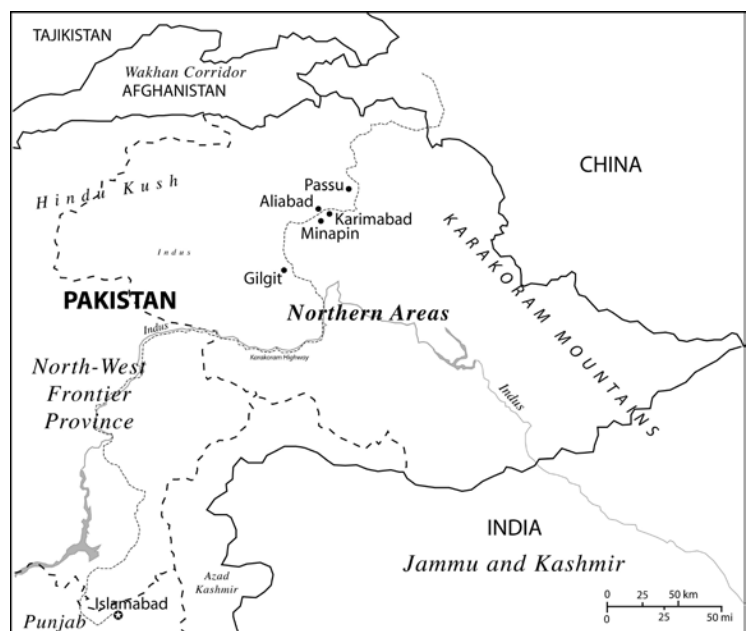 TAJIKISTAN
Wakhan Corridor
AFGHANISTAN
CHINA
Hindu Kush
Passu
Aliabad
Karimabad
Minapin
KARAKORAM MOUNTAKNS
Indus
Gilgit
PAKISTAN
Northern Areas
Indus
Karakoram Highway
North-West
Frontier
Province
Indus
INDIA
Jammu and Kashmir
Azad
Kashmir
Islamabad
Punjab
0 25 50 km
0 25 50 mi